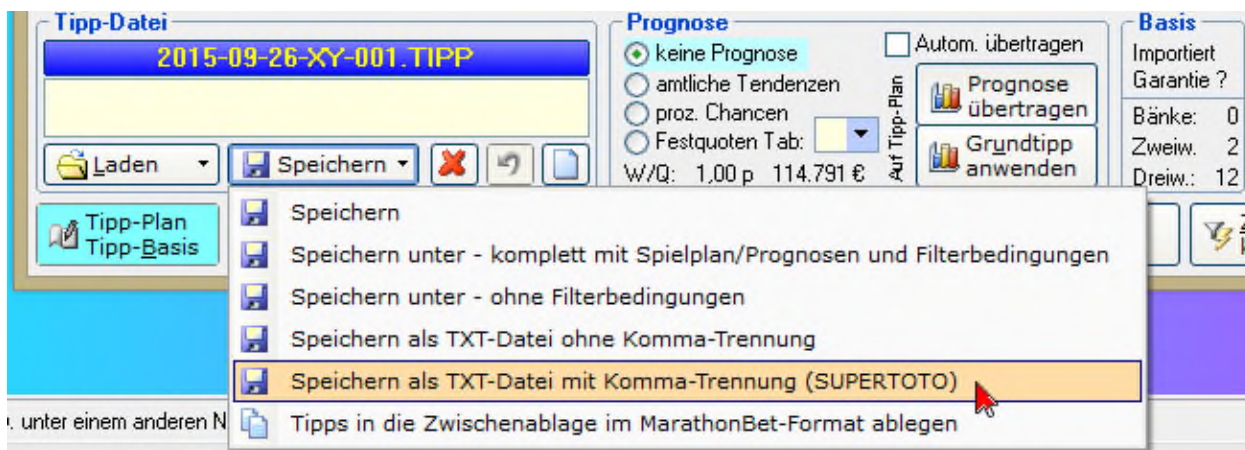 Tipp-Datei
2015-09-26-XY-001.TIPP
Laden
Speichern
Tipp-Plan
Tipp-Basis
Prognose
keine Prognose
amtliche Tendenzen
proz. Chancen
Festquoten Tab:
W/Q: 1,00 p 114.791 €
Autom. übertragen
Auf Tipp-Plan
Prognose
übertragen
Grundtipp
anwenden
Basis
Importiert
Garantie ?
Bänke: 0
Zweiw. 2
Dreiw.: 12
Speichern
Speichern unter - komplett mit Spielplan/Prognosen und Filterbedingungen
Speichern unter - ohne Filterbedingungen
Speichern als TXT-Datei ohne Komma-Trennung
Speichern als TXT-Datei mit Komma-Trennung (SUPERTOTO)
Tipps in die Zwischenablage im MarathonBet-Format ablegen
unter einem anderen N